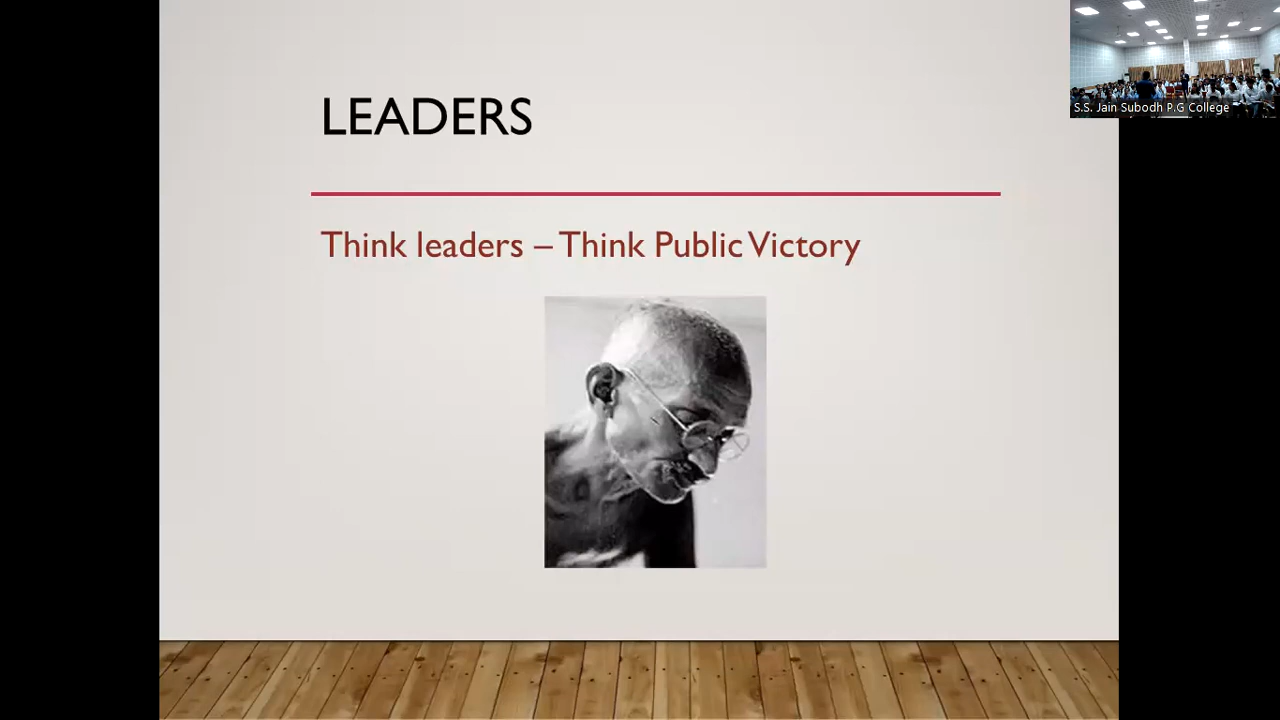 LEADERS
Think leaders – Think Public Victory
S.S. Jain Subodh P.G College